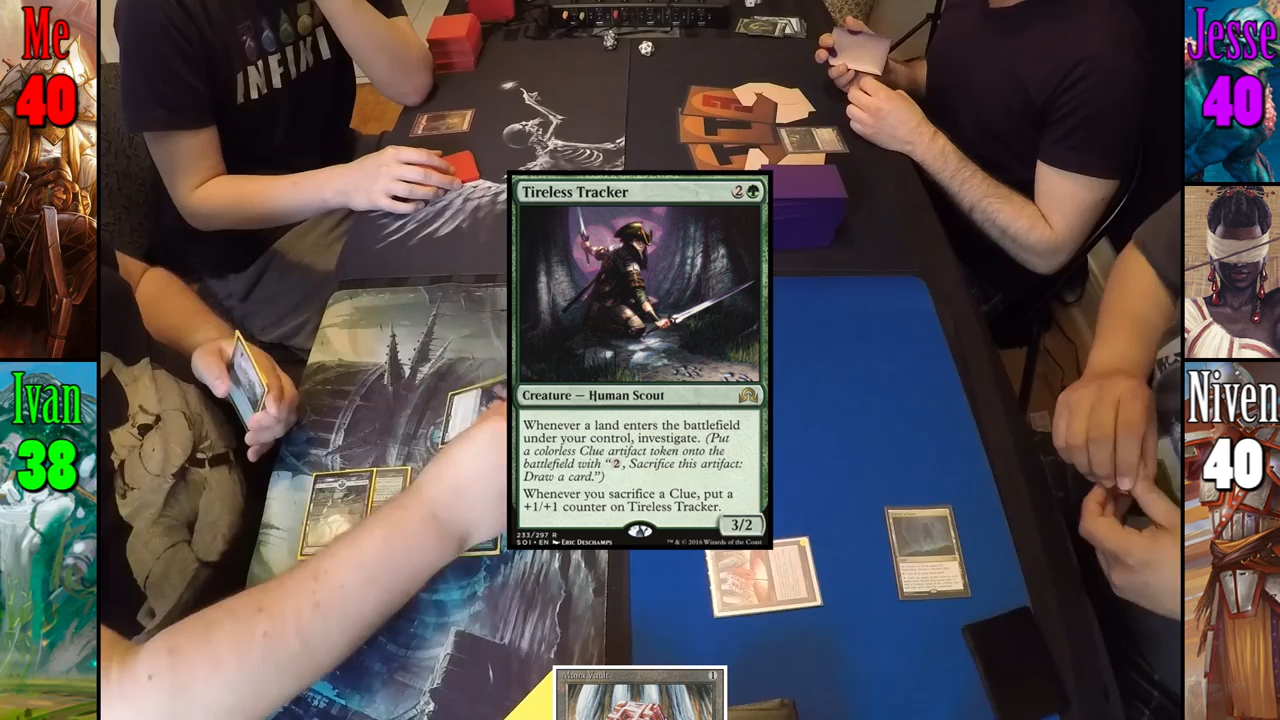 Me
40
Jesse
40
INFINI
Tireless Tracker 2
Creature — Human Scout
Whenever a land enters the battlefield
under your control, investigate. (Put
a colorless Clue artifact token onto the
battlefield with “2, Sacrifice this artifact:
Draw a card.”)
Whenever you sacrifice a Clue, put a
+1/+1 counter on Tireless Tracker.
3/2
233/297 R
SOI • EN ERIC DESCHAMPS
™ & © 2016 Wizards of the Coast
Ivan
38
Niven
40
Mana Vault 1